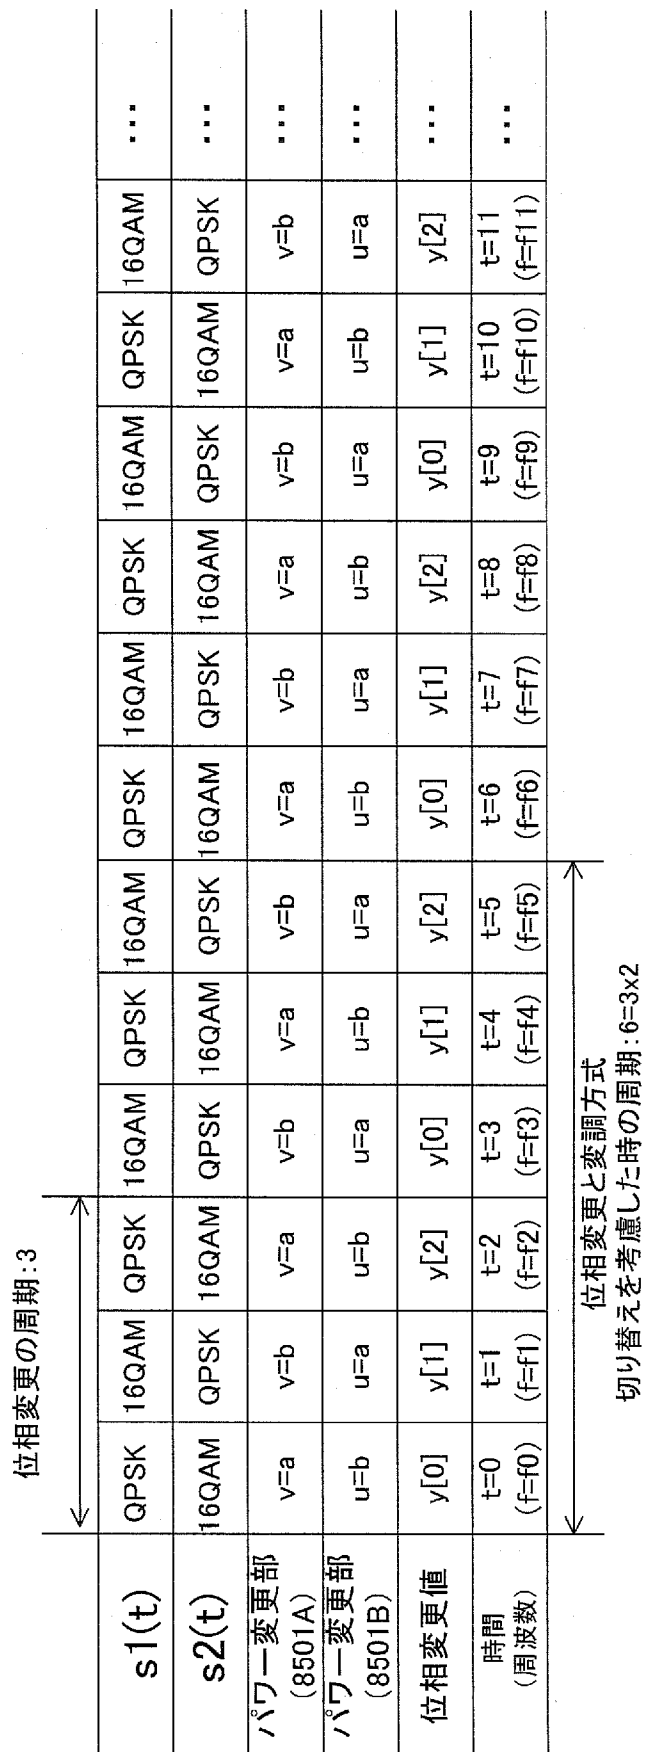 位相変更の周期:3
s1(t) QPSK 16QAM QPSK 16QAM QPSK 16QAM QPSK 16QAM QPSK 16QAM QPSK 16QAM ...
s2(t) 16QAM QPSK 16QAM QPSK 16QAM QPSK 16QAM QPSK 16QAM QPSK 16QAM QPSK ...
パワー変更部
(8501A) v=a v=b v=a v=b v=a v=b v=a v=b v=a v=b v=a v=b ...
パワー変更部
(8501B) u=b u=a u=b u=a u=b u=a u=b u=a u=b u=a u=b u=a ...
位相変更値 y[0] y[1] y[2] y[0] y[1] y[2] y[0] y[1] y[2] y[0] y[1] y[2] ...
時間 t=0 t=1 t=2 t=3 t=4 t=5 t=6 t=7 t=8 t=9 t=10 t=11 ...
(周波数) (f=f0) (f=f1) (f=f2) (f=f3) (f=f4) (f=f5) (f=f6) (f=f7) (f=f8) (f=f9) (f=f10) (f=f11)
位相変更と変調方式
切り替えを考慮した時の周期:6=3x2